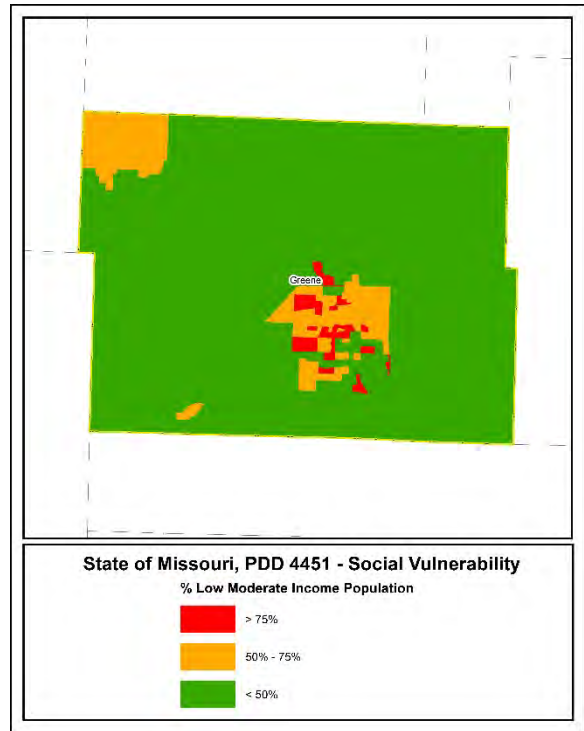 Greene
State of Missouri, PDD 4451 - Social Vulnerability
% Low Moderate Income Population
> 75%
50% - 75%
< 50%